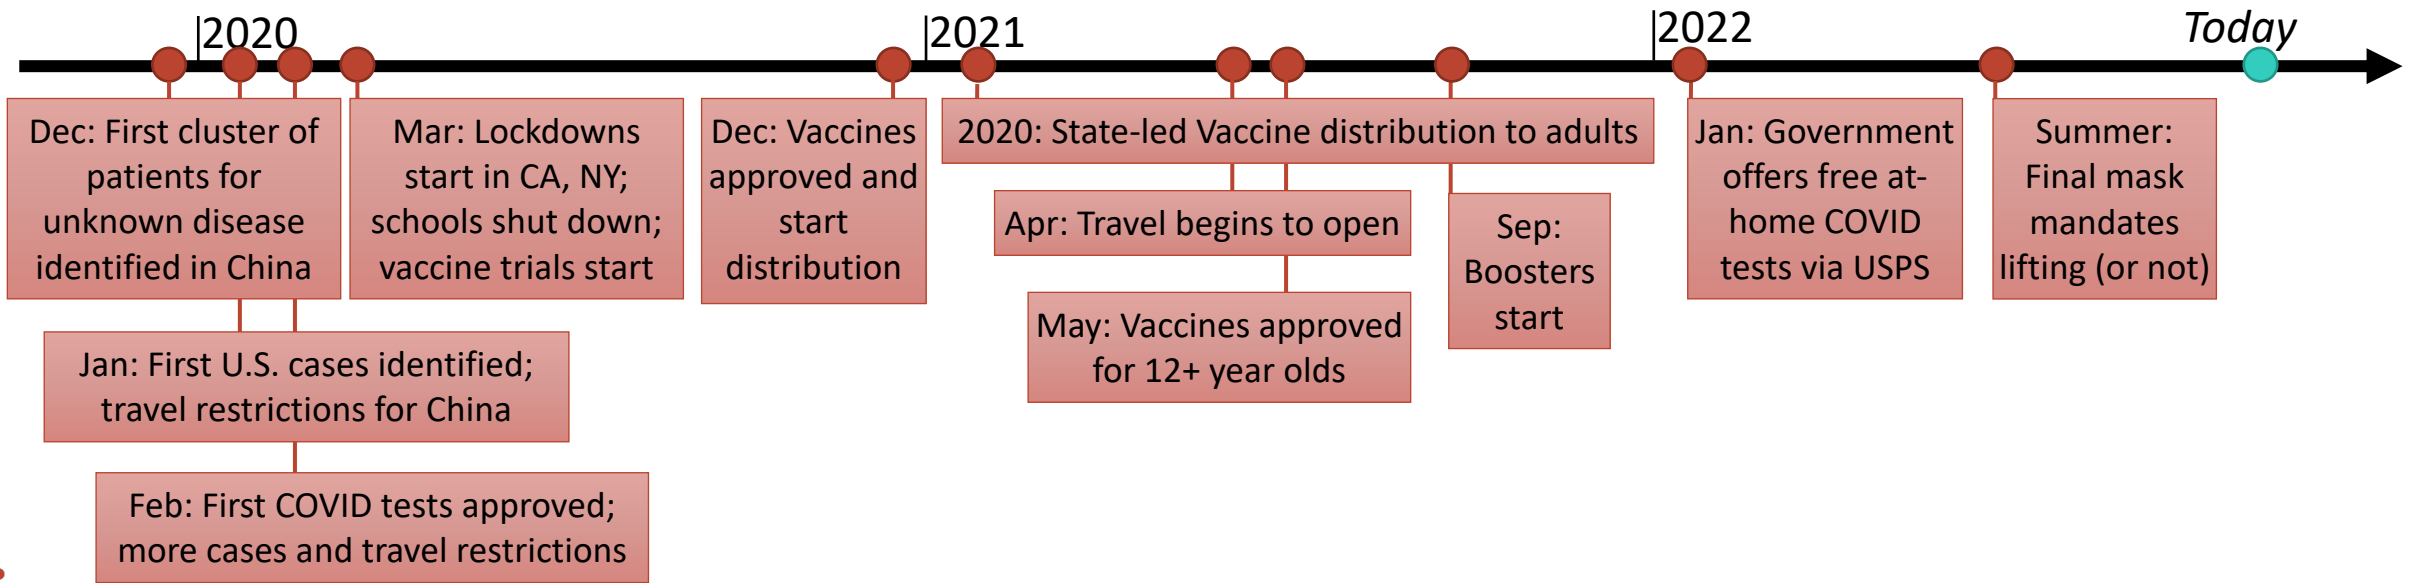 2020
2021
2022
Today
Dec: First cluster of
patients for
unknown disease
identified in China
Mar: Lockdowns
start in CA, NY;
schools shut down;
vaccine trials start
Dec: Vaccines
approved and
start
distribution
2020: State-led Vaccine distribution to adults
Jan: Government
offers free at-
home COVID
tests via USPS
Summer:
Final mask
mandates
lifting (or not)
Apr: Travel begins to open
Sep:
Boosters
start
May: Vaccines approved
for 12+ year olds
Jan: First U.S. cases identified;
travel restrictions for China
Feb: First COVID tests approved;
more cases and travel restrictions